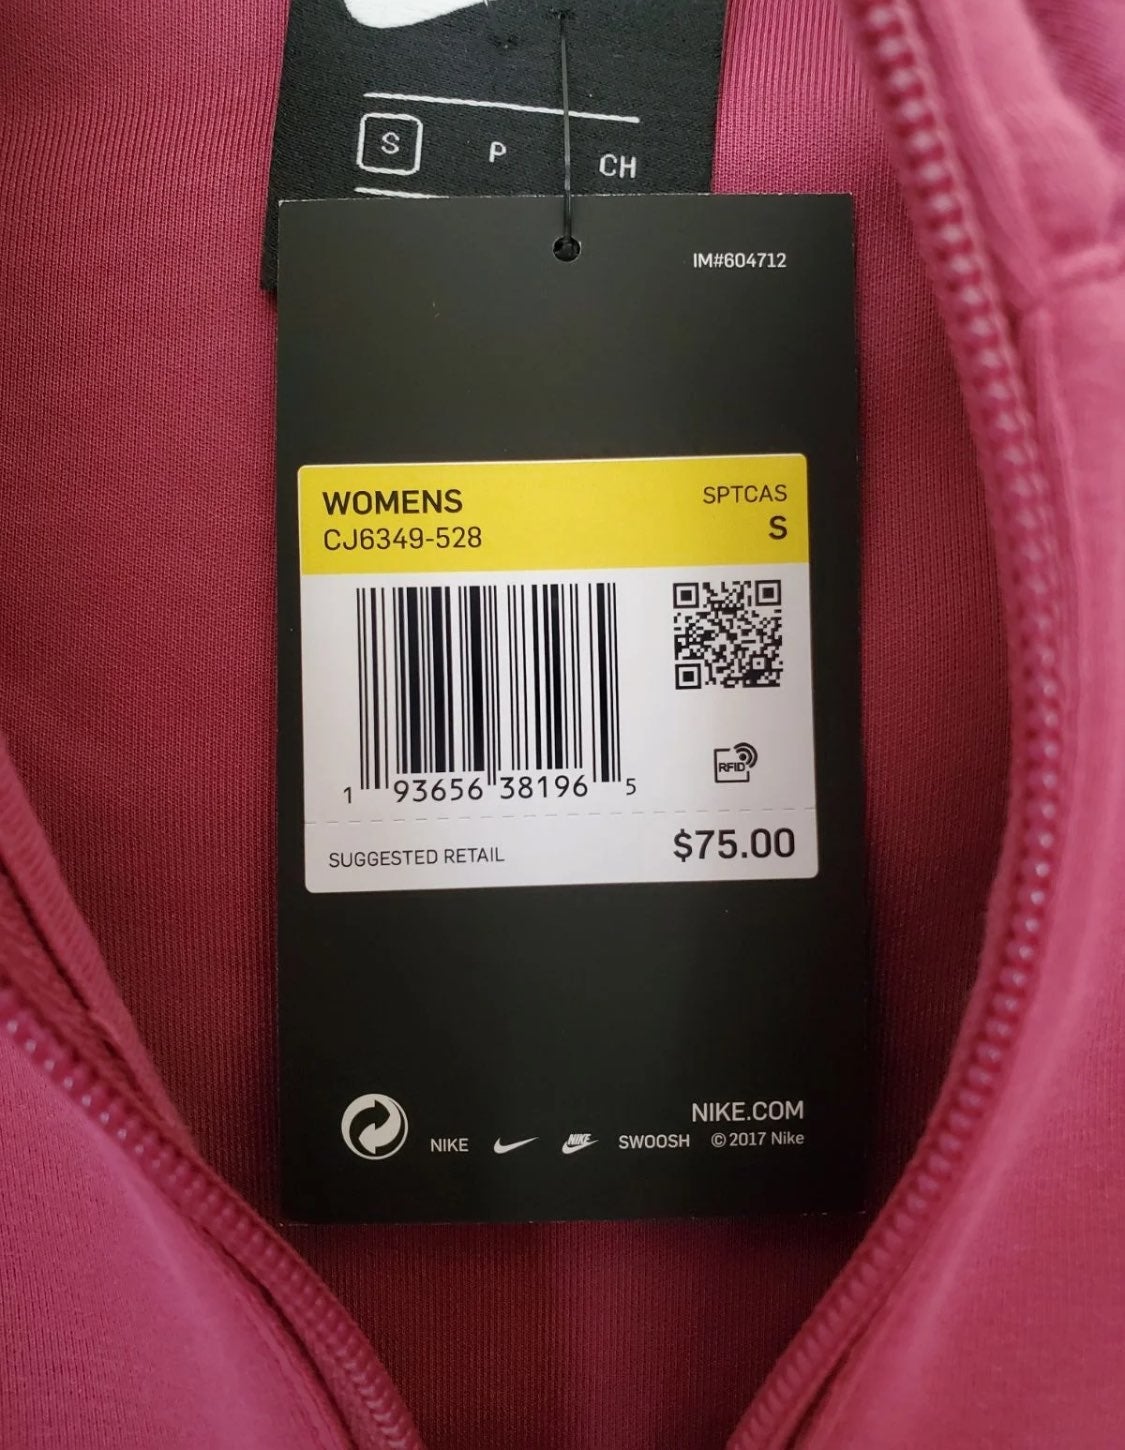 S P CH
IM#604712
WOMENS SPTCAS
CJ6349-528 S
RFID
1 93656 38196 5
SUGGESTED RETAIL $75.00
NIKE.COM
NIKE NIKE SWOOSH ©2017 Nike